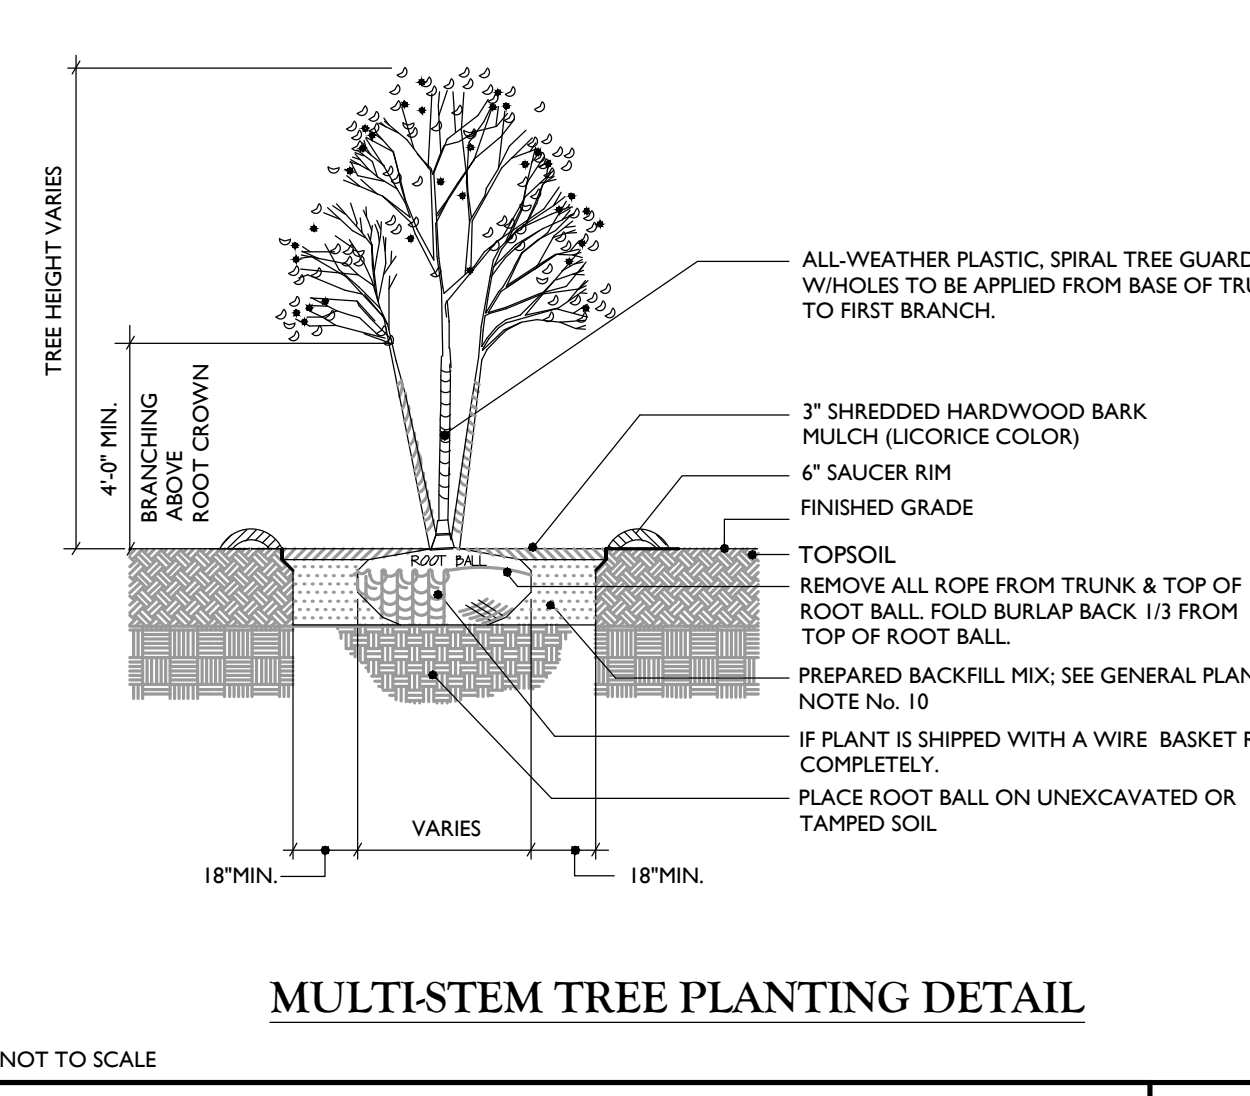 TREE HEIGHT VARIES
4'-0" MIN.
BRANCHING
ABOVE
ROOT CROWN
ALL-WEATHER PLASTIC, SPIRAL TREE GUARD
W/HOLES TO BE APPLIED FROM BASE OF
TO FIRST BRANCH.
3" SHREDDED HARDWOOD BARK
MULCH (LICORICE COLOR)
6" SAUCER RIM
FINISHED GRADE
TOPSOIL
ROOT BALL
REMOVE ALL ROPE FROM TRUNK & TOP OF
ROOT BALL. FOLD BURLAP BACK 1/3 FROM
TOP OF ROOT BALL.
PREPARED BACKFILL MIX; SEE GENERAL
NOTE No. 10
IF PLANT IS SHIPPED WITH A WIRE BASKET
COMPLETELY.
PLACE ROOT BALL ON UNEXCAVATED OR
TAMPED SOIL
VARIES
18"MIN.
18"MIN.
MULTI-STEM TREE PLANTING DETAIL
NOT TO SCALE